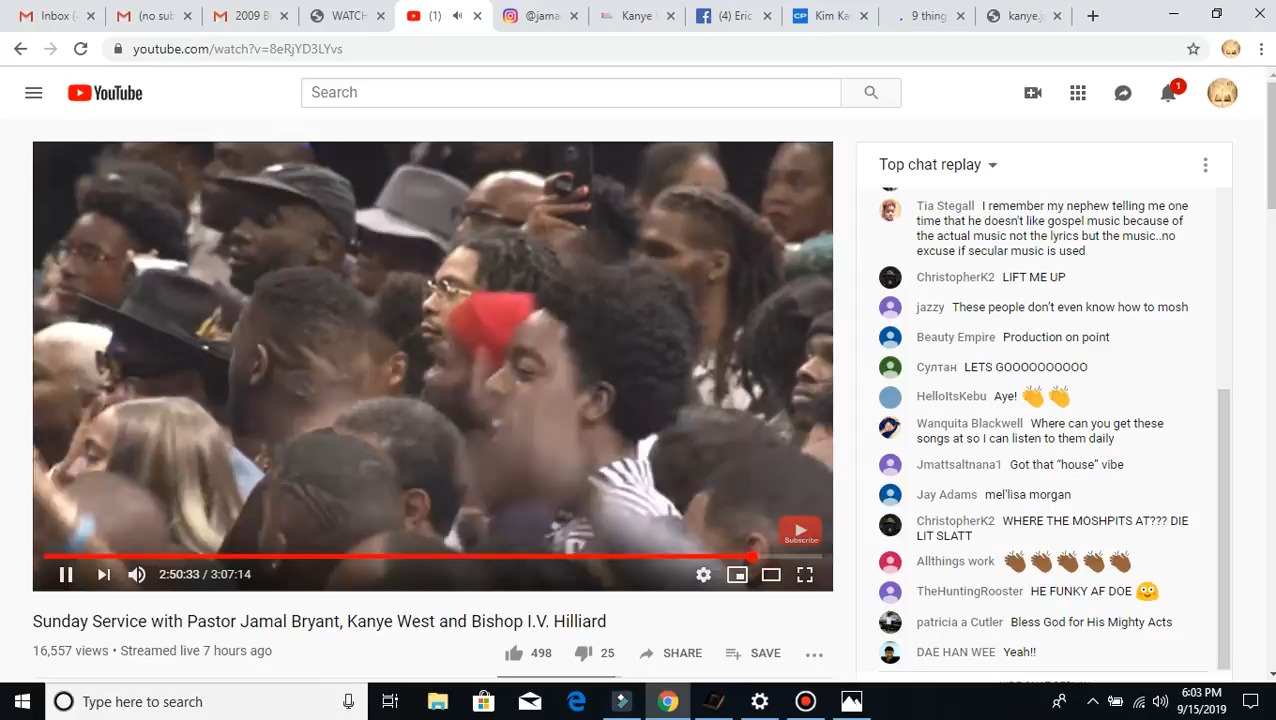 Inbox (4
(no sub
2009 B
WATCH
(1)
@jama
Kanye
(4) Eric
Kim Ka
9 thing
kanye.j
youtube.com/watch?v=8eRjYD3LYvs
YouTube
Search
1
Top chat replay
Tia Stegall I remember my nephew telling me one
time that he doesn't like gospel music because of
the actual music not the lyrics but the music..no
excuse if secular music is used
ChristopherK2 LIFT ME UP
jazzy These people don't even know how to mosh
Beauty Empire Production on point
Султан LETS GOOOOOOOOOO
HelloItsKebu Aye! 👏 👏
Wanquita Blackwell Where can you get these
songs at so I can listen to them daily
Jmattsaltnana1 Got that “house” vibe
Jay Adams mel'lisa morgan
ChristopherK2 WHERE THE MOSHPITS AT??? DIE
LIT SLATT
Allthings work 👏🏾👏🏾👏🏾👏🏾👏🏾
TheHuntingRooster HE FUNKY AF DOE
patricia a Cutler Bless God for His Mighty Acts
DAE HAN WEE Yeah!!
Subscribe
2:50:33 / 3:07:14
Sunday Service with Pastor Jamal Bryant, Kanye West and Bishop I.V. Hilliard
16,557 views • Streamed live 7 hours ago
498
25
SHARE
SAVE
Type here to search
9/15/2019